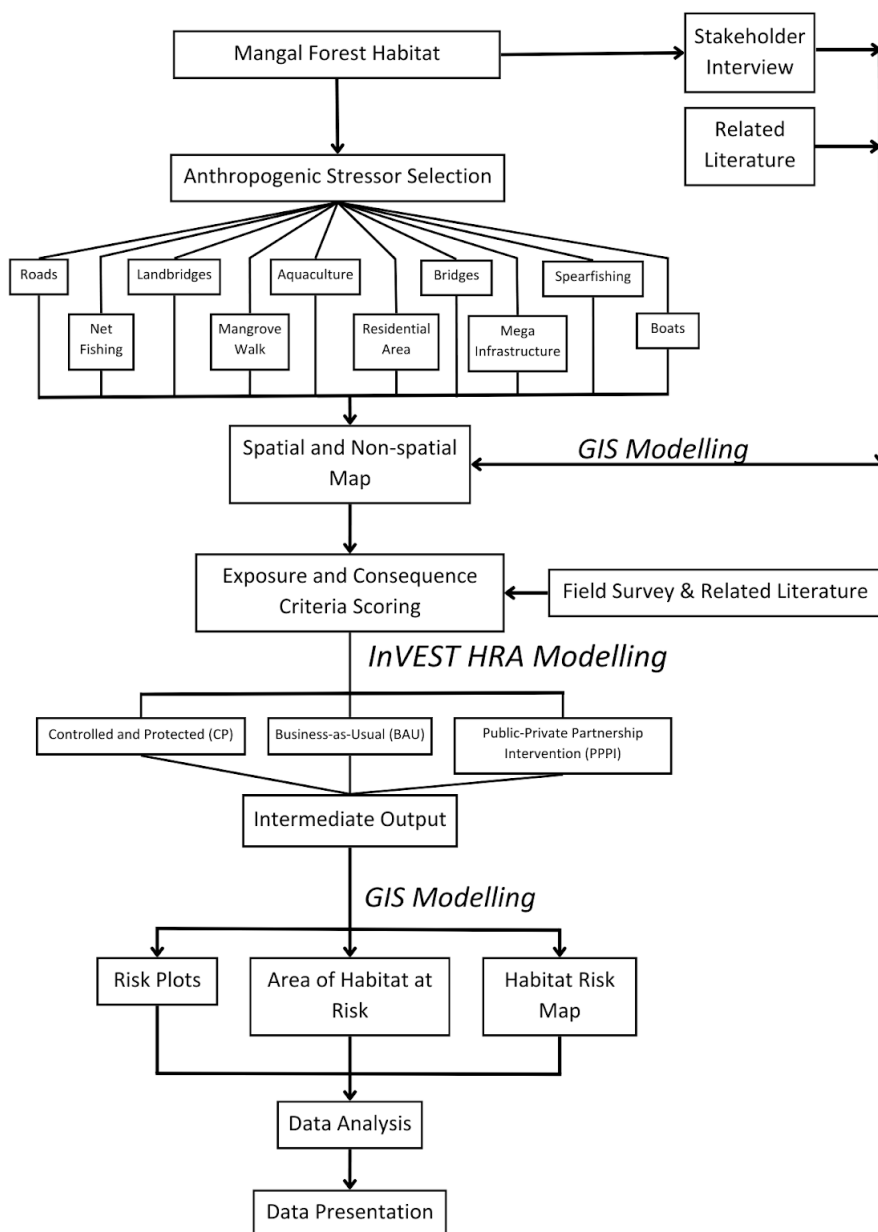 Mangal Forest Habitat
Stakeholder
Interview
Related
Literature
Anthropogenic Stressor Selection
Roads
Landbridges
Aquaculture
Bridges
Spearfishing
Net
Fishing
Mangrove
Walk
Residential
Area
Mega
Infrastructure
Boats
Spatial and Non-spatial
Map
GIS Modelling
Exposure and Consequence
Criteria Scoring
Field Survey & Related Literature
InVEST HRA Modelling
Controlled and Protected (CP)
Business-as-Usual (BAU)
Public-Private Partnership
Intervention (PPPI)
Intermediate Output
GIS Modelling
Risk Plots
Area of Habitat at
Risk
Habitat Risk
Map
Data Analysis
Data Presentation